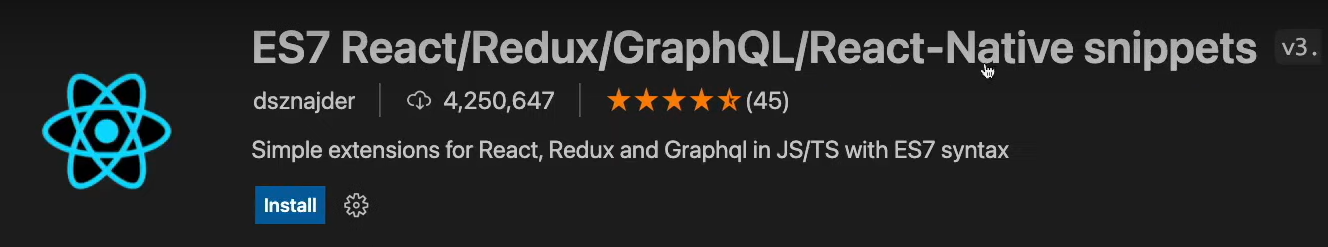 ES7 React/Redux/GraphQL/React-Native snippets v3.
dsznajder 4,250,647 (45)
Simple extensions for React, Redux and Graphql in JS/TS with ES7 syntax
Install